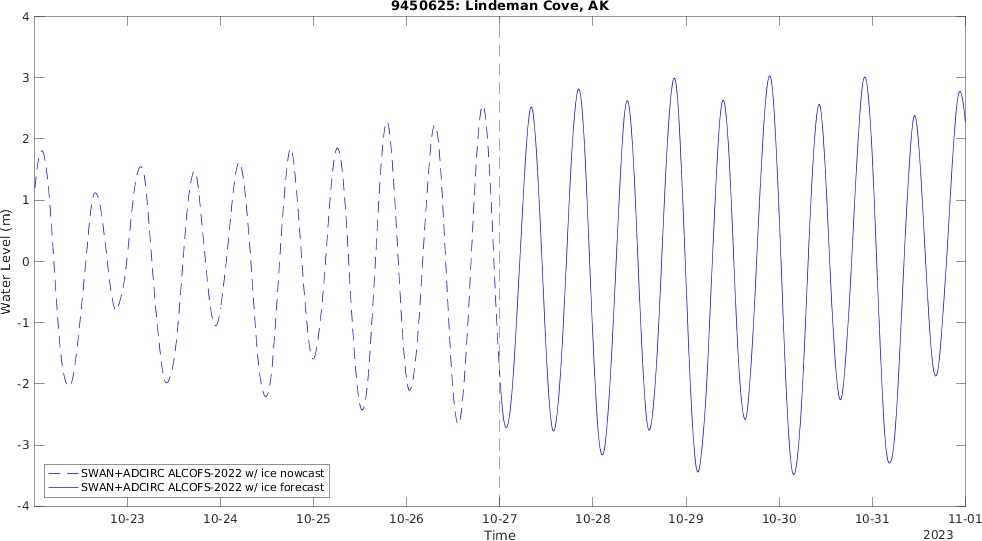 9450625: Lindeman Cove, AK
Water Level (m)
4
3
2
1
0
-1
-2
-3
-4
SWAN+ADCIRC ALCOFS-2022 w/ ice nowcast
SWAN+ADCIRC ALCOFS-2022 w/ ice forecast
10-23 10-24 10-25 10-26 10-27 10-28 10-29 10-30 10-31 11-01
Time
2023